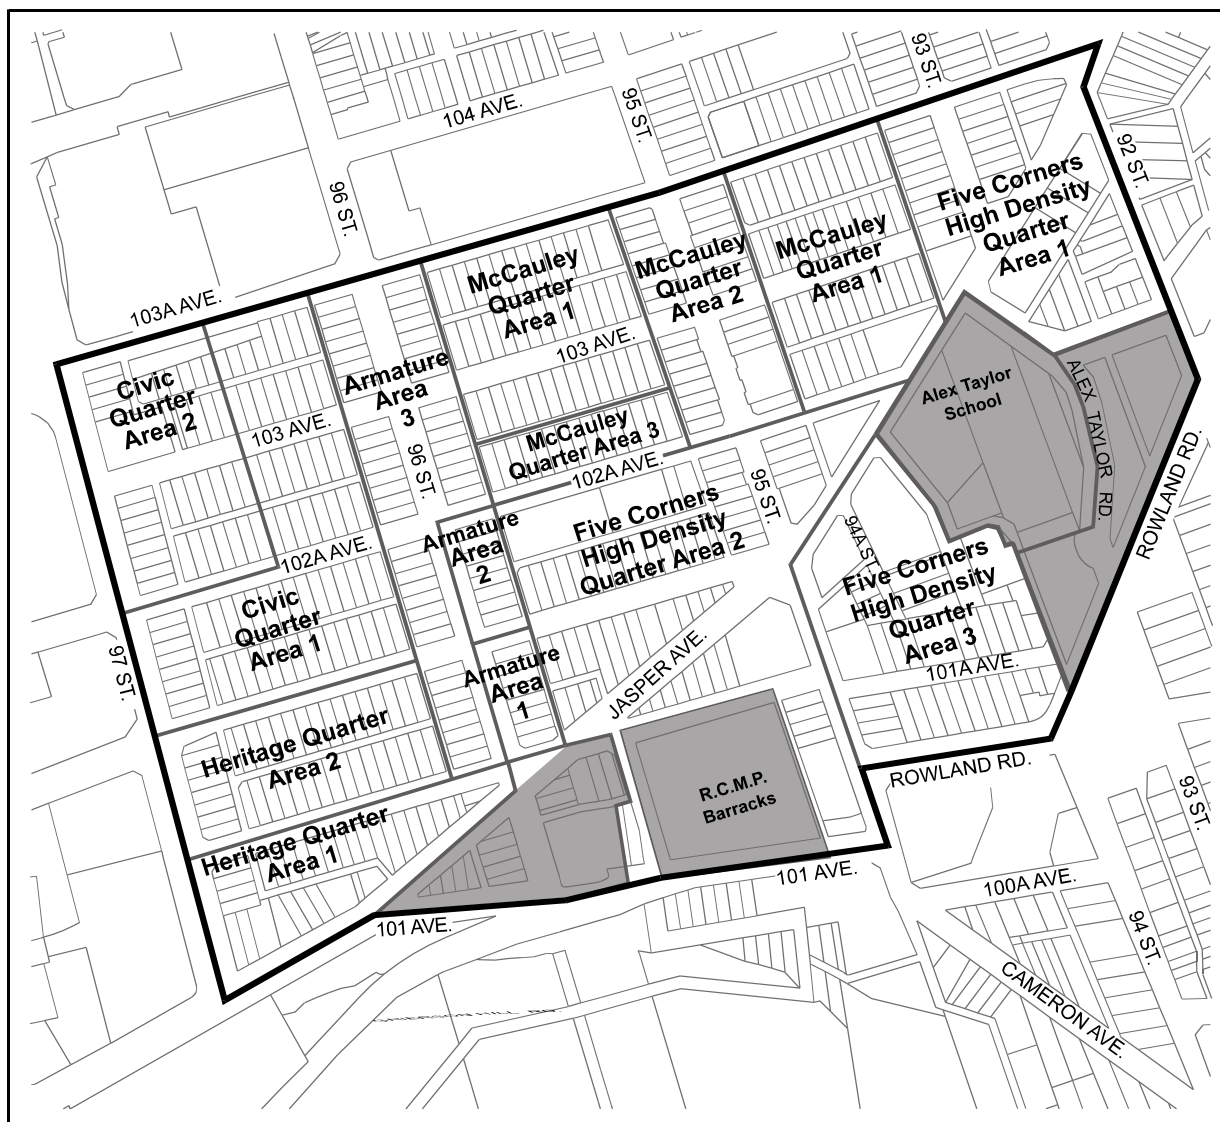 93 ST.
104 AVE.
95 ST.
92 ST.
96 ST.
103A AVE.
Five Corners
High Density
Quarter
Area 1
McCauley
Quarter
Area 1
McCauley
Quarter
Area 2
McCauley
Quarter
Area 1
103 AVE.
Armature
Area
3
Civic
Quarter
Area 2
103 AVE.
Alex Taylor
School
ALEX TAYLOR RD.
ROWLAND RD.
McCauley
Quarter Area 3
102A AVE.
96 ST.
95 ST.
Five Corners
High Density
Quarter Area 2
Armature
Area
2
94A ST.
102A AVE.
Five Corners
High Density
Quarter
Area 3
101A AVE.
Civic
Quarter
Area 1
97 ST.
Armature
Area
1
JASPER AVE.
Heritage Quarter
Area 2
R.C.M.P.
Barracks
ROWLAND RD.
93 ST.
Heritage Quarter
Area 1
101 AVE.
100A AVE.
101 AVE.
94 ST.
CAMERON AVE.